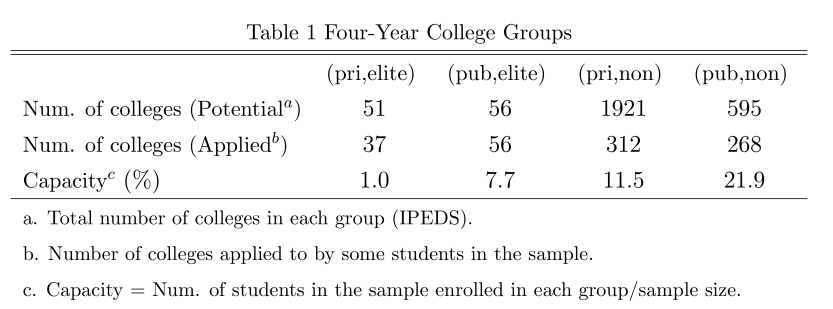 Table 1 Four-Year College Groups
(pri,elite) (pub,elite) (pri,non) (pub,non)
Num. of colleges (Potentialᵃ) 51 56 1921 595
Num. of colleges (Appliedᵇ) 37 56 312 268
Capacityᶜ (%) 1.0 7.7 11.5 21.9
a. Total number of colleges in each group (IPEDS).
b. Number of colleges applied to by some students in the sample.
c. Capacity = Num. of students in the sample enrolled in each group/sample size.